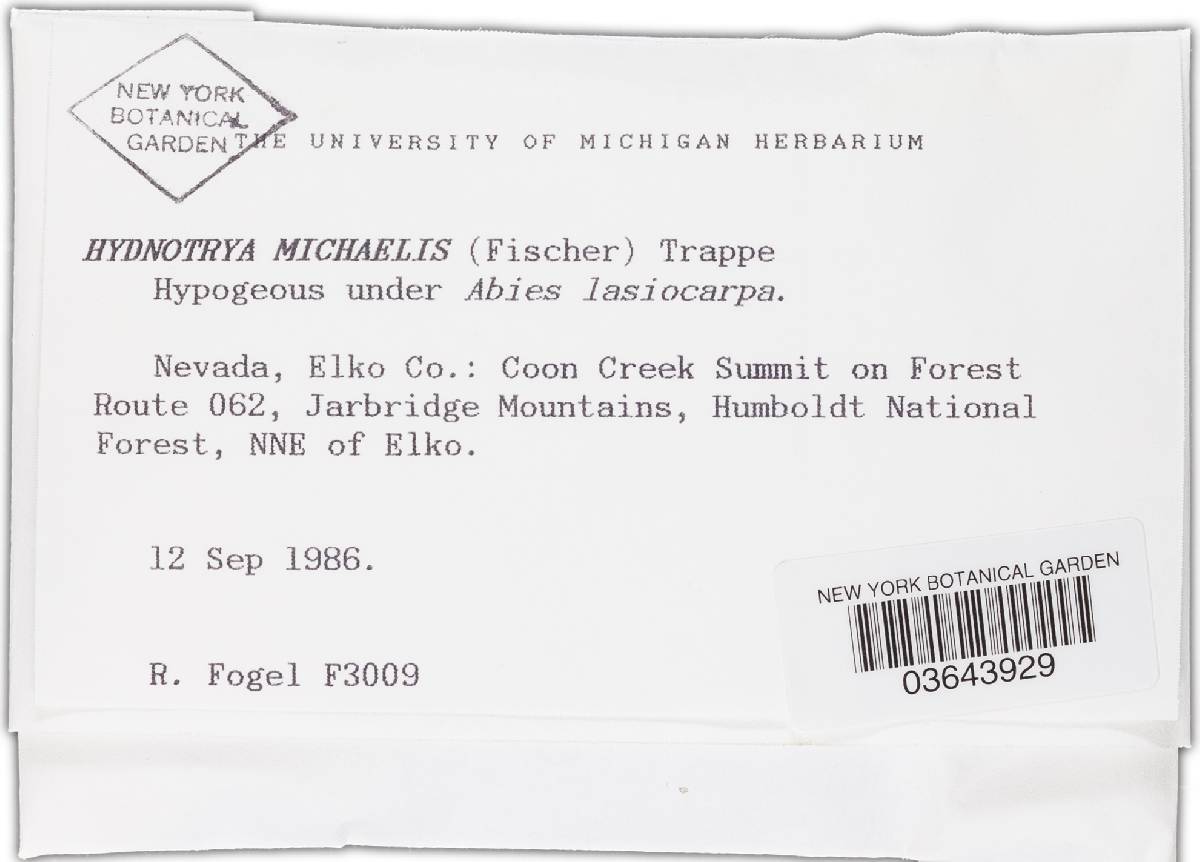 NEW YORK
BOTANICAL
GARDEN
THE UNIVERSITY OF MICHIGAN HERBARIUM
HYDNOTRYA MICHAELIS (Fischer) Trappe
Hypogeous under Abies lasiocarpa.
Nevada, Elko Co.: Coon Creek Summit on Forest
Route 062, Jarbridge Mountains, Humboldt National
Forest, NNE of Elko.
12 Sep 1986.
R. Fogel F3009
NEW YORK BOTANICAL GARDEN
03643929